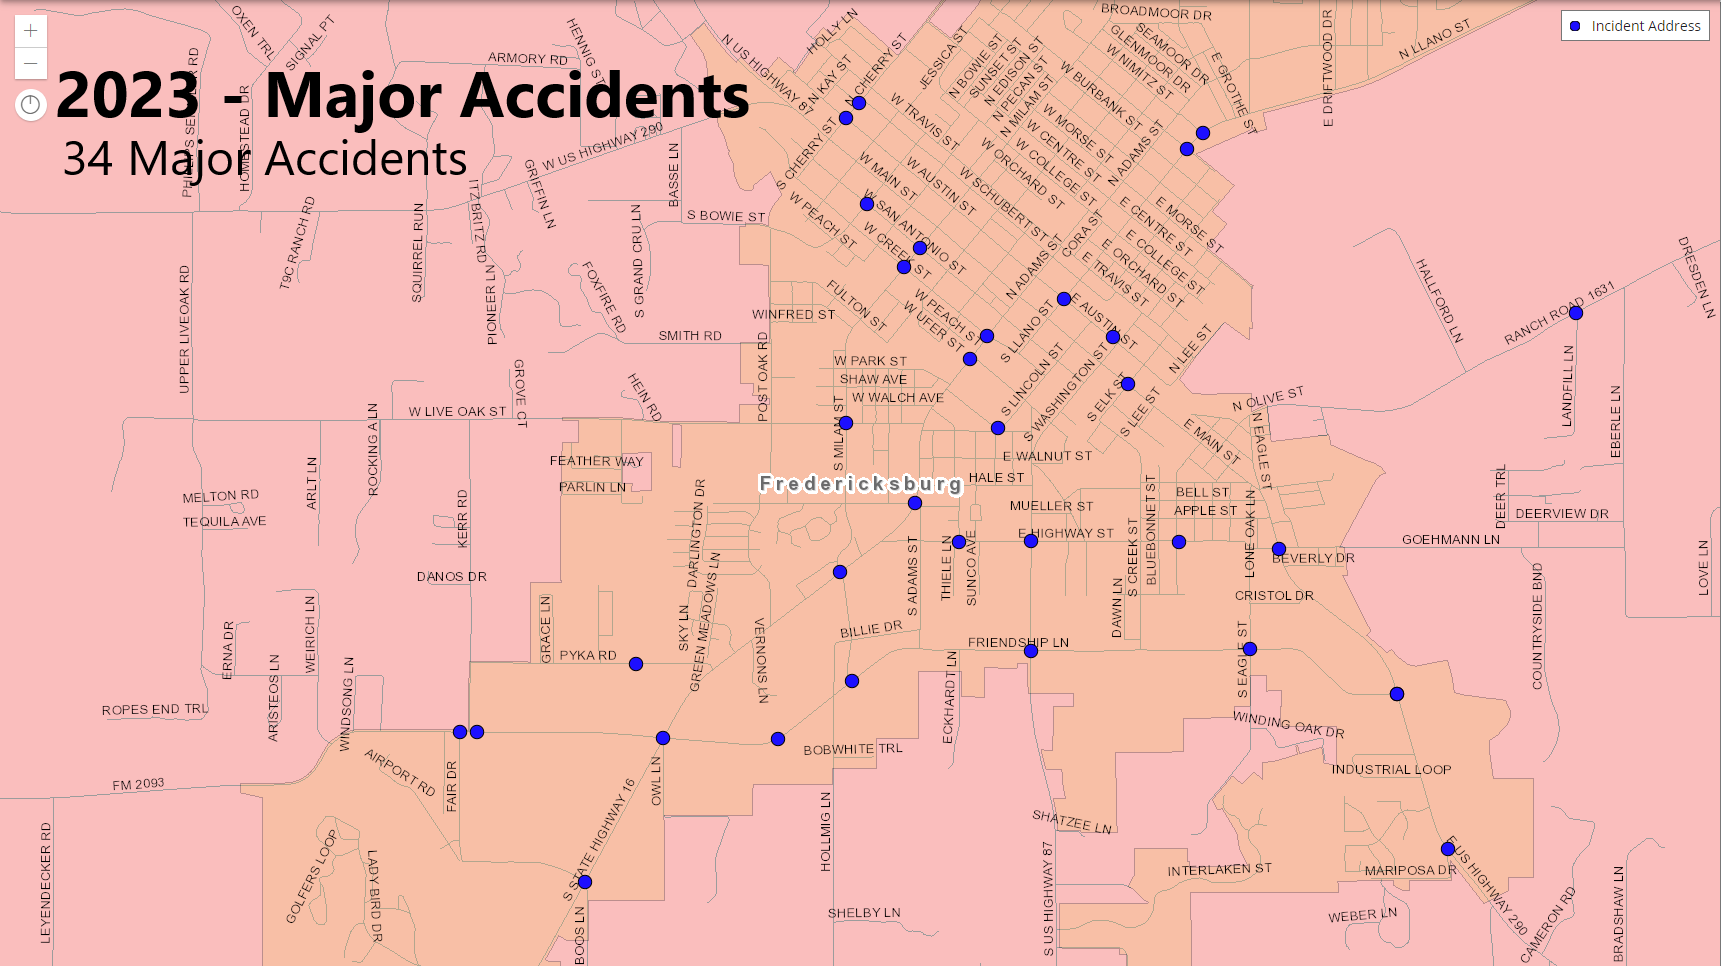 2023 - Major Accidents
34 Major Accidents
Incident Address
OXEN TRL
SIGNAL PT
HENNIG ST
ARMORY RD
HOMESTEAD DR
W US HIGHWAY 290
N US HIGHWAY 87
HOLLY LN
N KAY ST
N CHERRY ST
S CHERRY ST
JESSICA ST
N BOWIE ST
SUNSET ST
N EDISON ST
N PECAN ST
N MILAM ST
BROADMOOR DR
SEAMOOR DR
GLENMOOR DR
W NIMITZ ST
E GROTHE ST
W BURBANK ST
E DRIFTWOOD DR
N LLANO ST
W TRAVIS ST
W MORSE ST
W CENTRE ST
W COLLEGE ST
W ORCHARD ST
N ADAMS ST
W MAIN ST
W AUSTIN ST
W SCHUBERT ST
GRIFFIN LN
BASSE LN
ITZ/BRITZ RD
T9C RANCH RD
SQUIRREL RUN
S GRAND CRU LN
S BOWIE ST
W PEACH ST
W SAN ANTONIO ST
W CREEK ST
CORA ST
E CENTRE ST
E MORSE ST
E COLLEGE ST
E ORCHARD ST
E TRAVIS ST
N ADAMS ST
HALLFORD LN
DRESDEN LN
UPPER LIVEOAK RD
PIONEER LN
FOXFIRE RD
SMITH RD
WINFRED ST
FULTON ST
W PEACH ST
W UFER ST
S LLANO ST
E AUSTIN ST
N LEE ST
RANCH ROAD 1631
POST OAK RD
W PARK ST
SHAW AVE
W WALCH AVE
GROVE CT
HEIN RD
W LIVE OAK ST
S LINCOLN ST
S WASHINGTON ST
S ELK ST
S LEE ST
N OLIVE ST
N EAGLE ST
E MAIN ST
LANDFILL LN
EBERLE LN
ROCKING A LN
ARLT LN
S MILAM ST
FEATHER WAY
PARLIN LN
E WALNUT ST
HALE ST
Fredericksburg
MELTON RD
TEQUILA AVE
KERR RD
DARLINGTON DR
MUELLER ST
BELL ST
APPLE ST
E HIGHWAY ST
BLUEBONNET ST
LONE OAK LN
DEER TRL
DEERVIEW DR
GOEHMANN LN
BEVERLY DR
LOVE LN
DANOS DR
S ADAMS ST
THIELE LN
SUNCO AVE
S CREEK ST
DAWN LN
CRISTOL DR
COUNTRYSIDE BND
ERNA DR
WEIRICH LN
GRACE LN
SKY LN
GREEN MEADOWS LN
VERNONS LN
BILLIE DR
FRIENDSHIP LN
PYKA RD
S EAGLE ST
ROPES END TRL
ARISTEOS LN
WINDSONG LN
ECKHARDT LN
WINDING OAK DR
BOBWHITE TRL
AIRPORT RD
FAIR DR
OWL LN
S STATE HIGHWAY 16
INDUSTRIAL LOOP
FM 2093
HOLLMIG LN
SHATZEE LN
LEYENDECKER RD
GOLFERS LOOP
LADY BIRD DR
BOOS LN
SHELBY LN
S US HIGHWAY 87
INTERLAKEN ST
MARIPOSA DR
E US HIGHWAY 290
WEBER LN
CAMERON RD
BRADSHAW LN